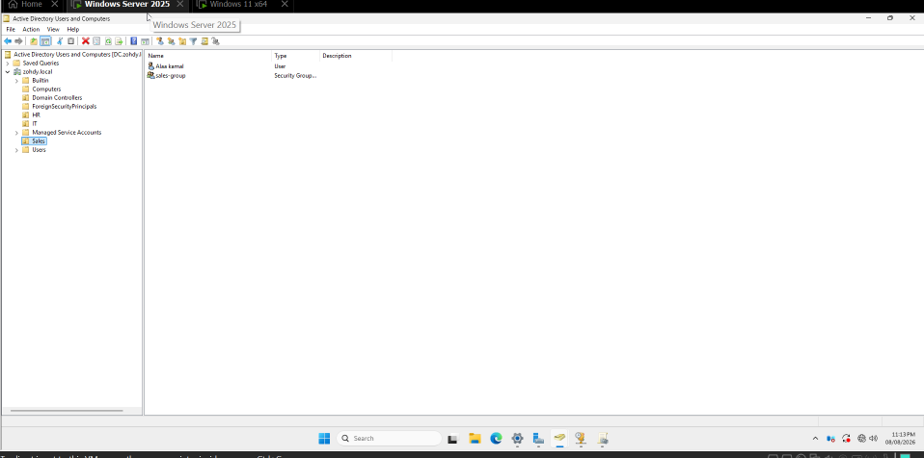 Home
Windows Server 2025
Windows 11 x64
Active Directory Users and Computers
Windows Server 2025
File Action View Help
Active Directory Users and Computers [DC.zohdy.l
Saved Queries
zohdy.local
Builtin
Computers
Domain Controllers
ForeignSecurityPrincipals
HR
IT
Managed Service Accounts
Sales
Users
Name Type Description
Alaa kamal User
sales-group Security Group...
Search
11:13 PM
08/08/2026